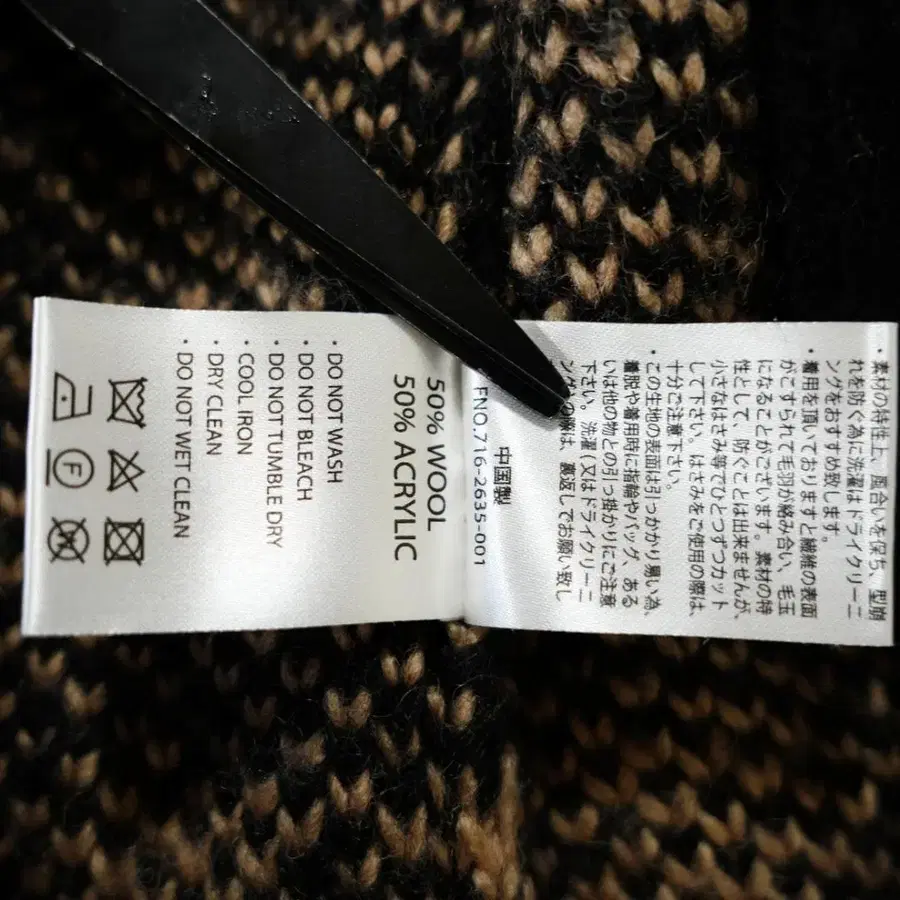 ・素材の特性上、風合いを保ち、型崩
れを防ぐ為に洗濯はドライクリーニ
ングをおすすめ致します。
・着用を頂いておりますと繊維の表面
がこすられて毛羽が絡み合い、毛玉
になることがございます。素材の特
性として、防ぐことは出来ませんが、
小さなはさみ等でひとつずつカット
して下さい。はさみをご使用の際は、
十分ご注意下さい。
・この生地の表面は引っかかり易い為、
着脱や着用時に指輪やバッグ、ある
いは他の物との引っ掛かりにご注意
下さい。洗濯(又はドライクリーニ
ングの際は、裏返しでお願い致し
中国製
FNO.716-2635-001
50% WOOL
50% ACRYLIC
・DO NOT WASH
・DO NOT BLEACH
・DO NOT TUMBLE DRY
・COOL IRON
・DRY CLEAN
・DO NOT WET CLEAN
F
W